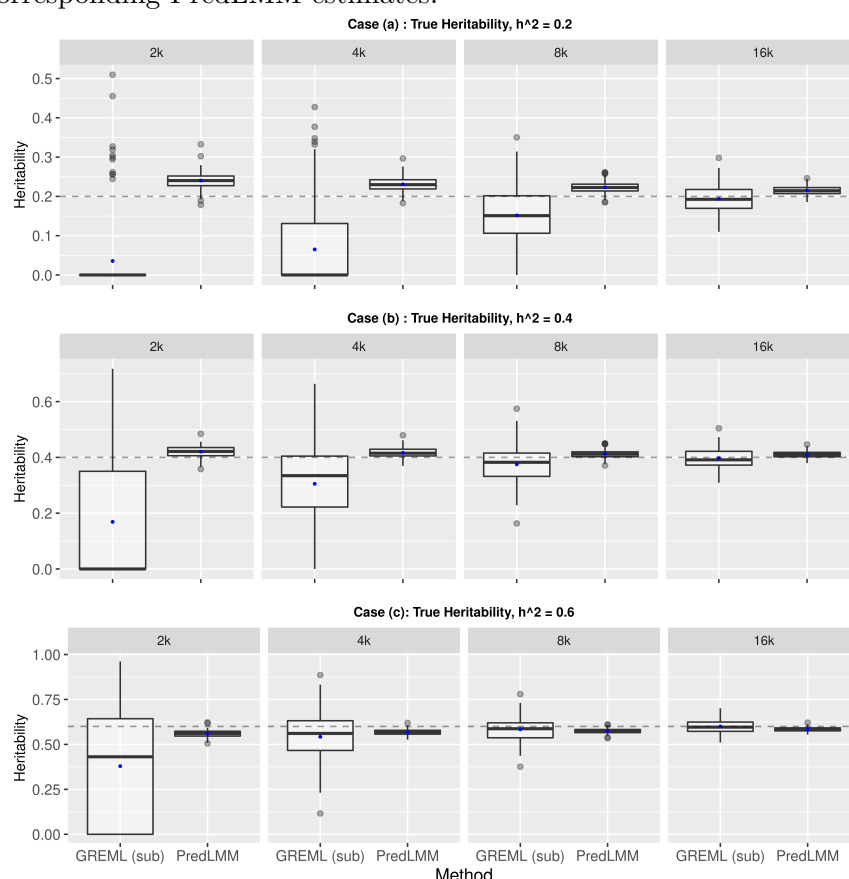 corresponding PredLMM estimates.
Case (a) : True Heritability, h^2 = 0.2
2k 4k 8k 16k
Heritability
0.5
0.4
0.3
0.2
0.1
0.0
Case (b) : True Heritability, h^2 = 0.4
2k 4k 8k 16k
Heritability
0.6
0.4
0.2
0.0
Case (c): True Heritability, h^2 = 0.6
2k 4k 8k 16k
Heritability
1.00
0.75
0.50
0.25
0.00
GREML (sub) PredLMM GREML (sub) PredLMM GREML (sub) PredLMM GREML (sub) PredLMM
Method